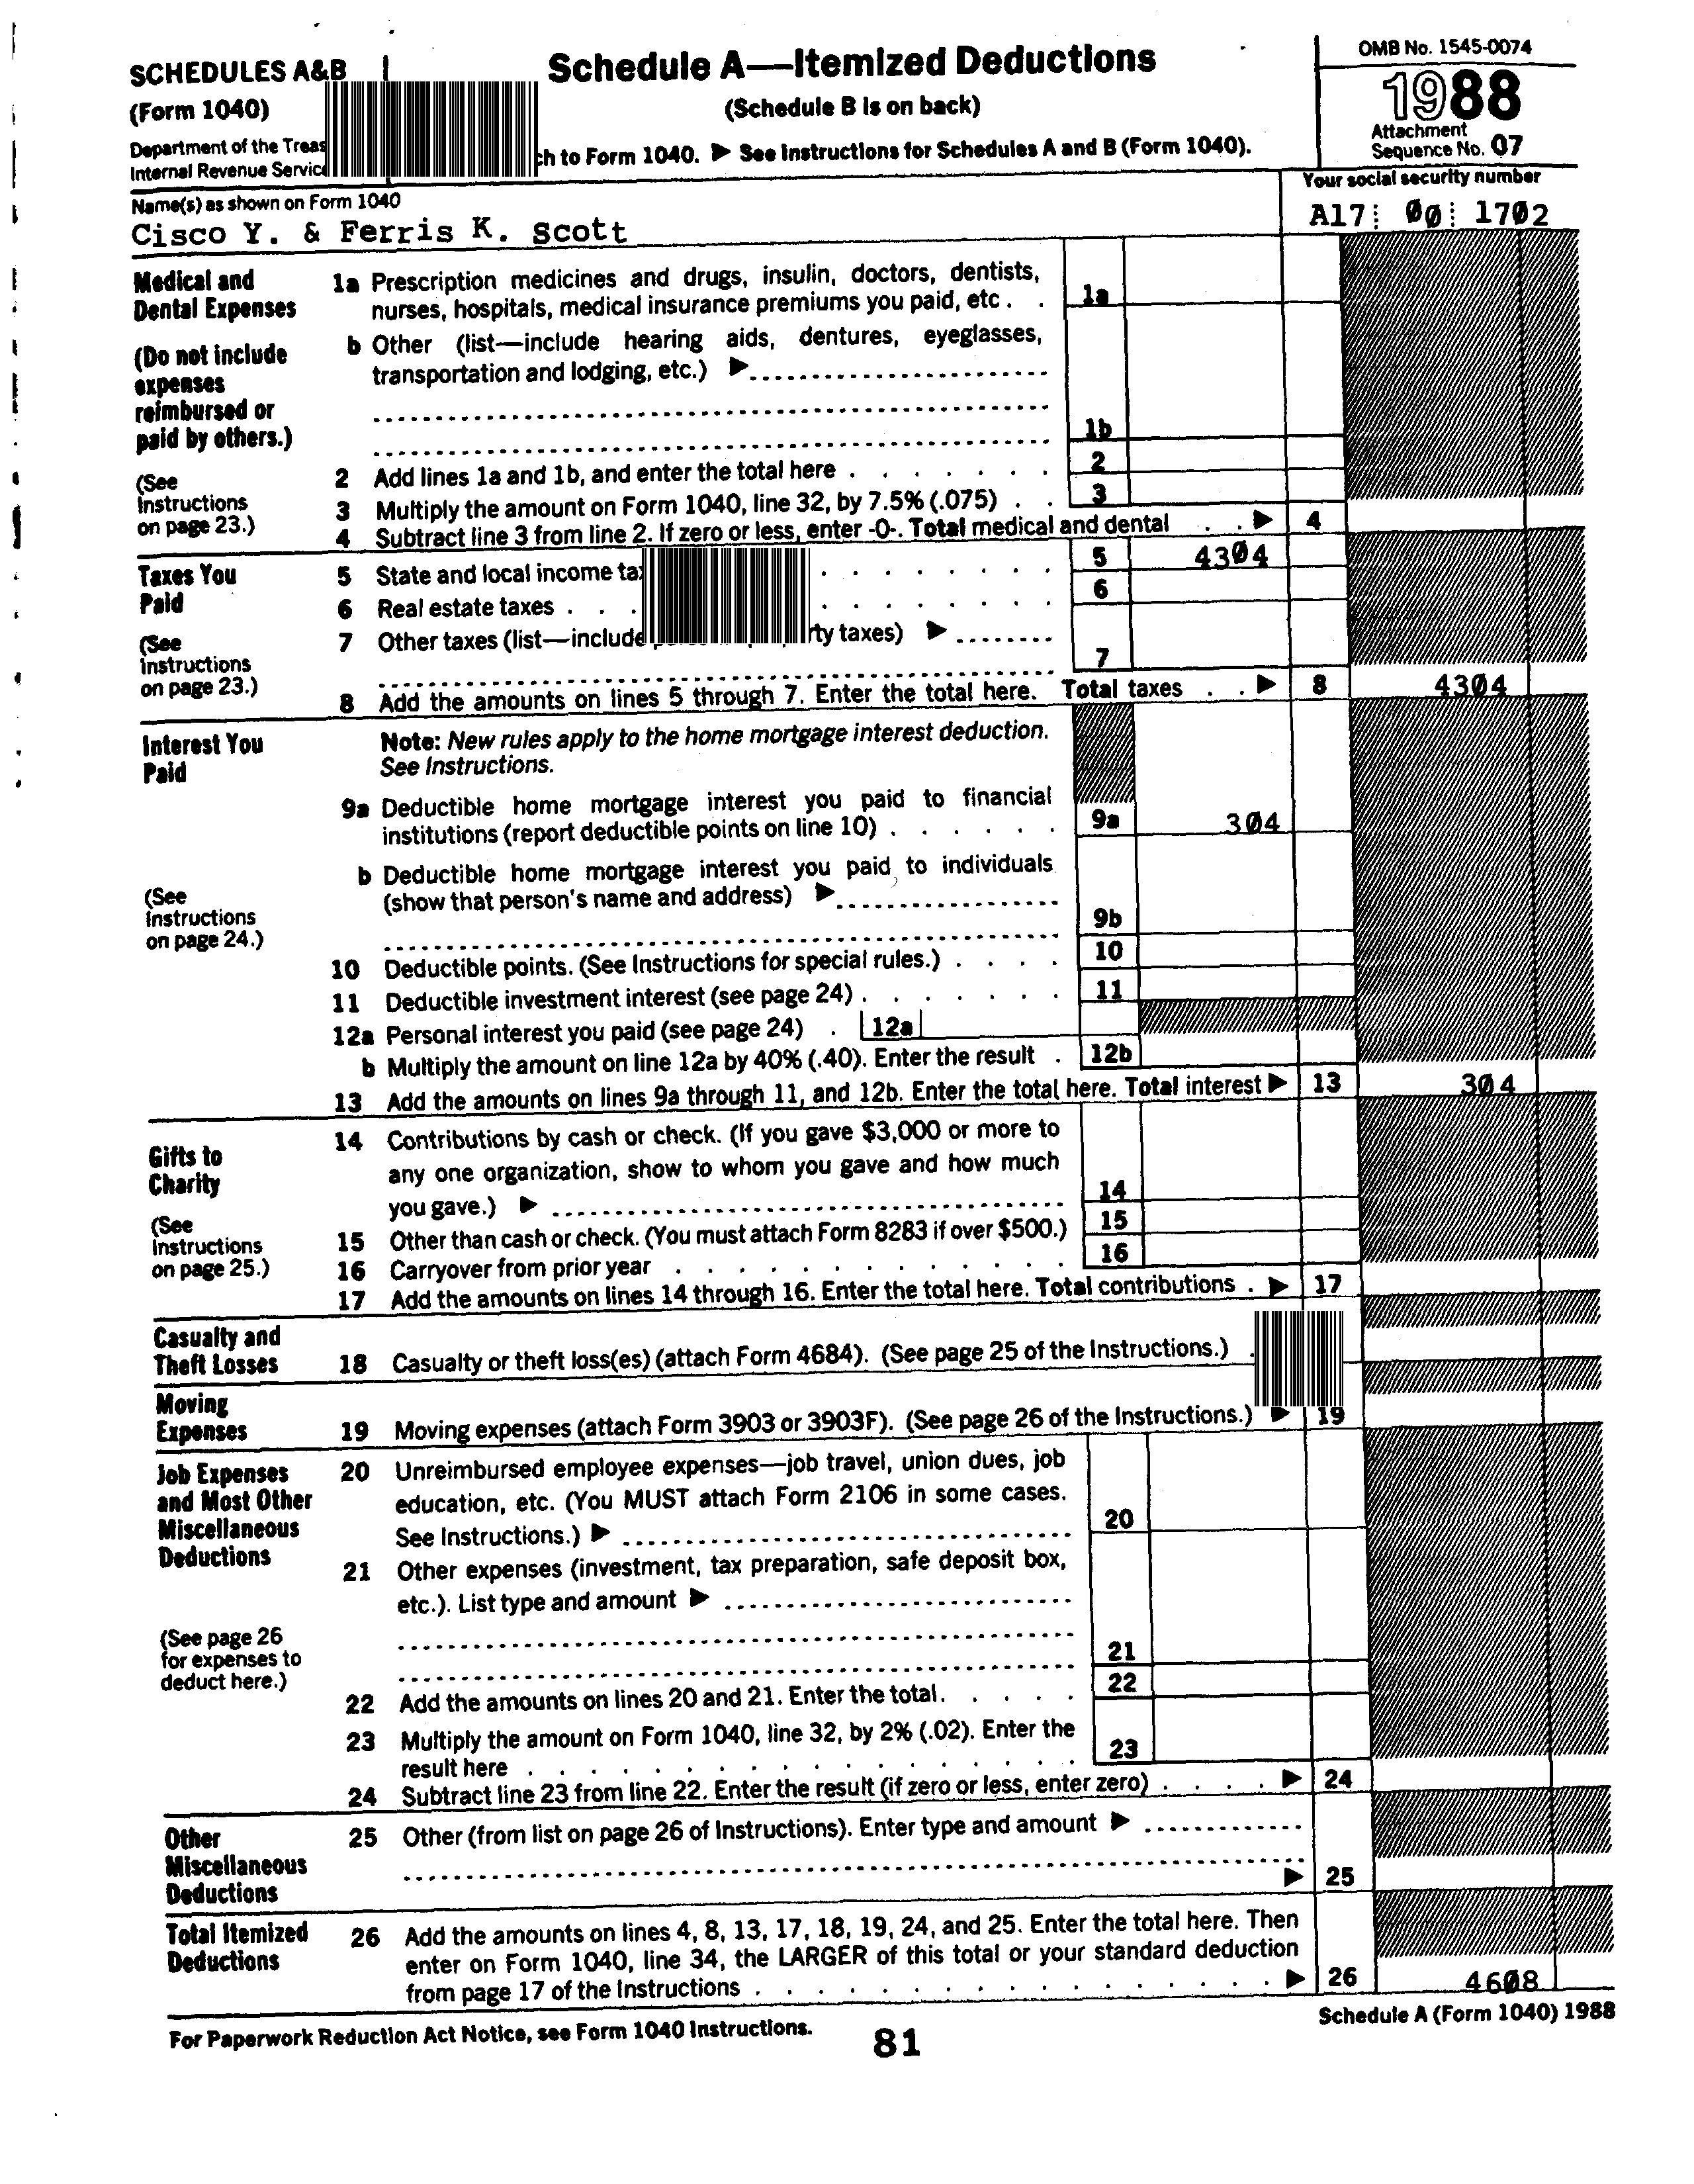 SCHEDULES A&B
(Form 1040)
Department of the Treas
Internal Revenue Servic
Schedule A—Itemized Deductions
(Schedule B is on back)
ch to Form 1040. ▶ See Instructions for Schedules A and B (Form 1040).
OMB No. 1545-0074
1988
Attachment
Sequence No. 07
Name(s) as shown on Form 1040
Your social security number
Cisco Y. & Ferris K. Scott
A17 00 1702
Medical and
Dental Expenses
(Do not include
expenses
reimbursed or
paid by others.)
(See
Instructions
on page 23.)
1a Prescription medicines and drugs, insulin, doctors, dentists,
nurses, hospitals, medical insurance premiums you paid, etc . . 1a
b Other (list—include hearing aids, dentures, eyeglasses,
transportation and lodging, etc.) ▶
1b
2 Add lines 1a and 1b, and enter the total here . . . . . . . 2
3 Multiply the amount on Form 1040, line 32, by 7.5% (.075) . . 3
4 Subtract line 3 from line 2. If zero or less, enter -0-. Total medical and dental . . ▶ 4
Taxes You
Paid
(See
Instructions
on page 23.)
5 State and local income ta 5 4304
6 Real estate taxes . . . 6
7 Other taxes (list—include rty taxes) ▶
7
8 Add the amounts on lines 5 through 7. Enter the total here. Total taxes . . ▶ 8 4304
Interest You
Paid
(See
Instructions
on page 24.)
Note: New rules apply to the home mortgage interest deduction.
See Instructions.
9a Deductible home mortgage interest you paid to financial
institutions (report deductible points on line 10) . . . . . . 9a 304
b Deductible home mortgage interest you paid to individuals
(show that person's name and address) ▶
9b
10 Deductible points. (See Instructions for special rules.) . . . . 10
11 Deductible investment interest (see page 24) . . . . . . . 11
12a Personal interest you paid (see page 24) . 12a
b Multiply the amount on line 12a by 40% (.40). Enter the result . 12b
13 Add the amounts on lines 9a through 11, and 12b. Enter the total here. Total interest ▶ 13 304
Gifts to
Charity
(See
Instructions
on page 25.)
14 Contributions by cash or check. (If you gave $3,000 or more to
any one organization, show to whom you gave and how much
you gave.) ▶ 14
15 Other than cash or check. (You must attach Form 8283 if over $500.) 15
16 Carryover from prior year . . . . . . . . . . . . . 16
17 Add the amounts on lines 14 through 16. Enter the total here. Total contributions . ▶ 17
Casualty and
Theft Losses
18 Casualty or theft loss(es) (attach Form 4684). (See page 25 of the Instructions.) .
Moving
Expenses
19 Moving expenses (attach Form 3903 or 3903F). (See page 26 of the Instructions.) ▶ 19
Job Expenses
and Most Other
Miscellaneous
Deductions
(See page 26
for expenses to
deduct here.)
20 Unreimbursed employee expenses—job travel, union dues, job
education, etc. (You MUST attach Form 2106 in some cases.
See Instructions.) ▶ 20
21 Other expenses (investment, tax preparation, safe deposit box,
etc.). List type and amount ▶
21
22 Add the amounts on lines 20 and 21. Enter the total . . . . . 22
23 Multiply the amount on Form 1040, line 32, by 2% (.02). Enter the
result here . . . . . . . . . . . . . . . . . . 23
24 Subtract line 23 from line 22. Enter the result (if zero or less, enter zero) . . . . ▶ 24
Other
Miscellaneous
Deductions
25 Other (from list on page 26 of Instructions). Enter type and amount ▶
▶ 25
Total Itemized
Deductions
26 Add the amounts on lines 4, 8, 13, 17, 18, 19, 24, and 25. Enter the total here. Then
enter on Form 1040, line 34, the LARGER of this total or your standard deduction
from page 17 of the Instructions . . . . . . . . . . . . . . . . ▶ 26 4608
For Paperwork Reduction Act Notice, see Form 1040 Instructions.
Schedule A (Form 1040) 1988
81